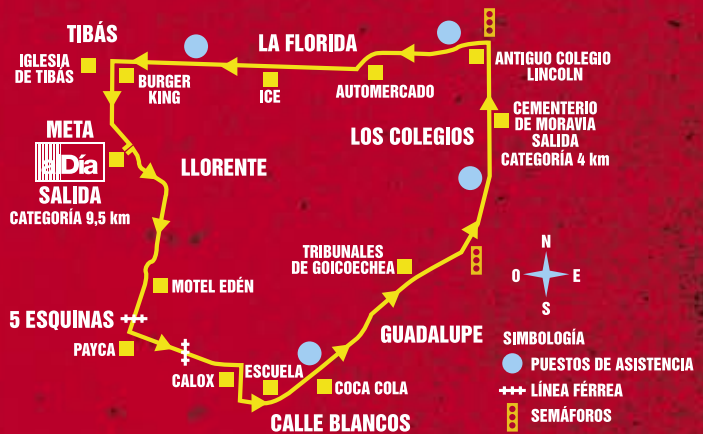 TIBÁS
IGLESIA
DE TIBÁS
BURGER
KING
LA FLORIDA
ICE
AUTOMERCADO
ANTIGUO COLEGIO
LINCOLN
CEMENTERIO
DE MORAVIA
SALIDA
CATEGORÍA 4 km
LOS COLEGIOS
META
al Día
SALIDA
CATEGORÍA 9,5 km
LLORENTE
MOTEL EDÉN
TRIBUNALES
DE GOICOECHEA
5 ESQUINAS
PAYCA
CALOX
ESCUELA
COCA COLA
GUADALUPE
CALLE BLANCOS
N
O
E
S
SIMBOLOGÍA
PUESTOS DE ASISTENCIA
LÍNEA FÉRREA
SEMÁFOROS